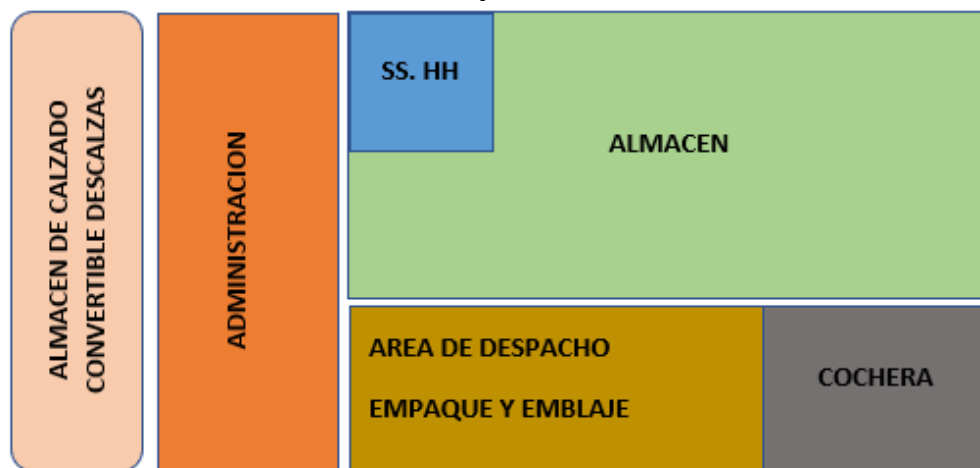 ALMACEN DE CALZADO
CONVERTIBLE DESCALZAS
ADMINISTRACION
SS. HH
ALMACEN
AREA DE DESPACHO
EMPAQUE Y EMBLAJE
COCHERA